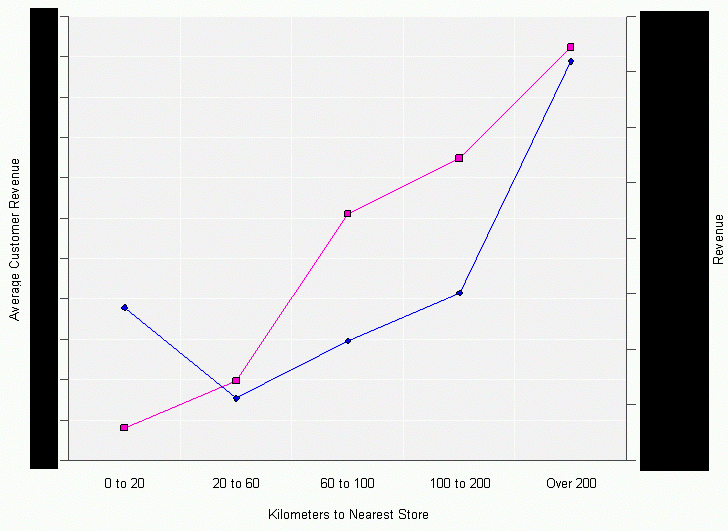 Average Customer Revenue
Revenue
0 to 20
20 to 60
60 to 100
100 to 200
Over 200
Kilometers to Nearest Store